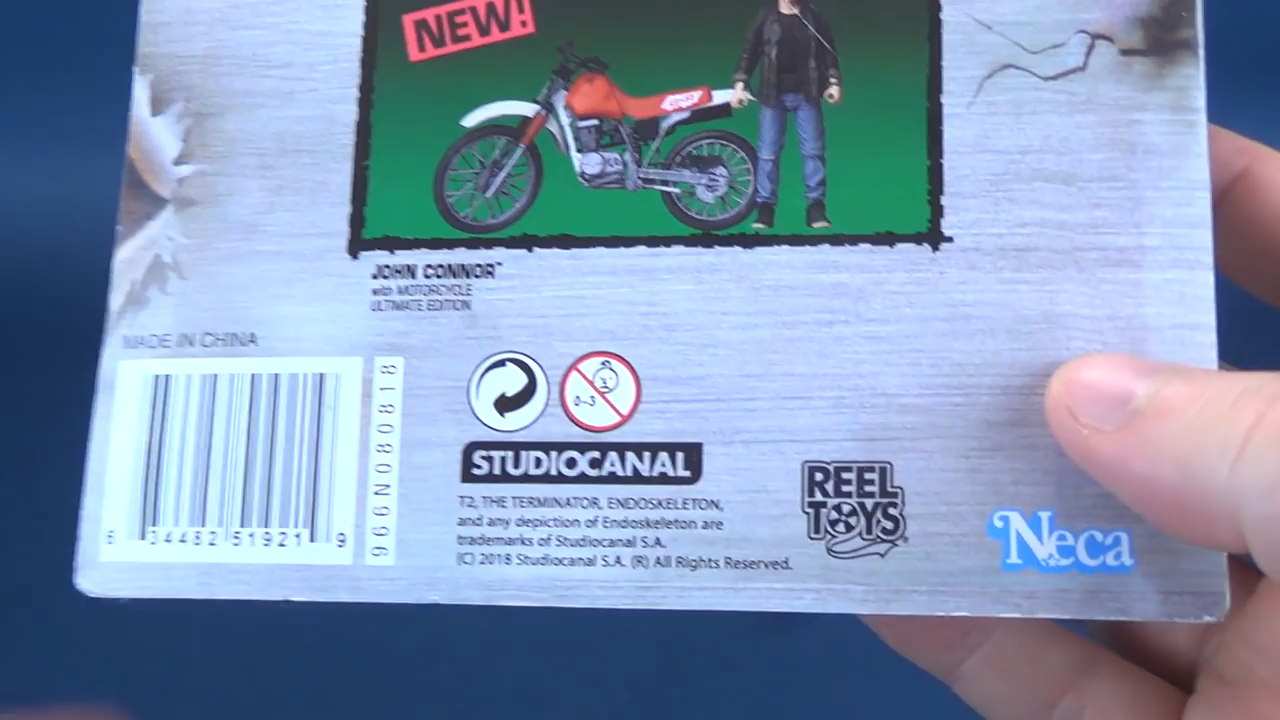 NEW!
JOHN CONNOR™
with MOTORCYCLE
ULTIMATE EDITION
MADE IN CHINA
6 34482 51921 9
966N080818
0-3
STUDIOCANAL
T2, THE TERMINATOR, ENDOSKELETON,
and any depiction of Endoskeleton are
trademarks of Studiocanal S.A.
(C) 2018 Studiocanal S.A. (R) All Rights Reserved.
REEL
TOYS
Neca